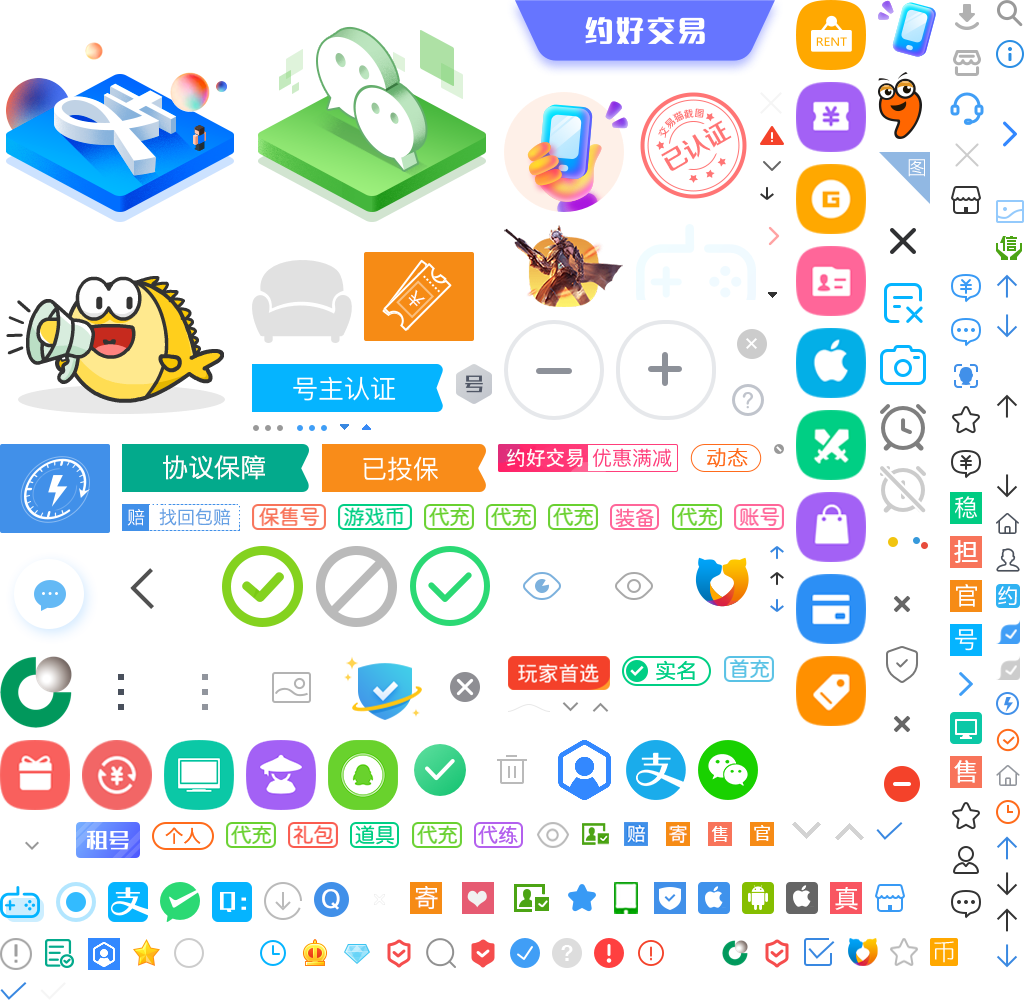 约好交易
RENT
交易猫截图
已认证
图
信
号主认证
号
协议保障
已投保
约好交易 优惠满减
动态
赔 找回包赔
保售号
游戏币
代充
代充
代充
装备
代充
账号
稳
担
官
约
号
玩家首选
实名
首充
支
售
租号
个人
代充
礼包
道具
代充
代练
赔
寄
售
官
支
Q
寄
真
币